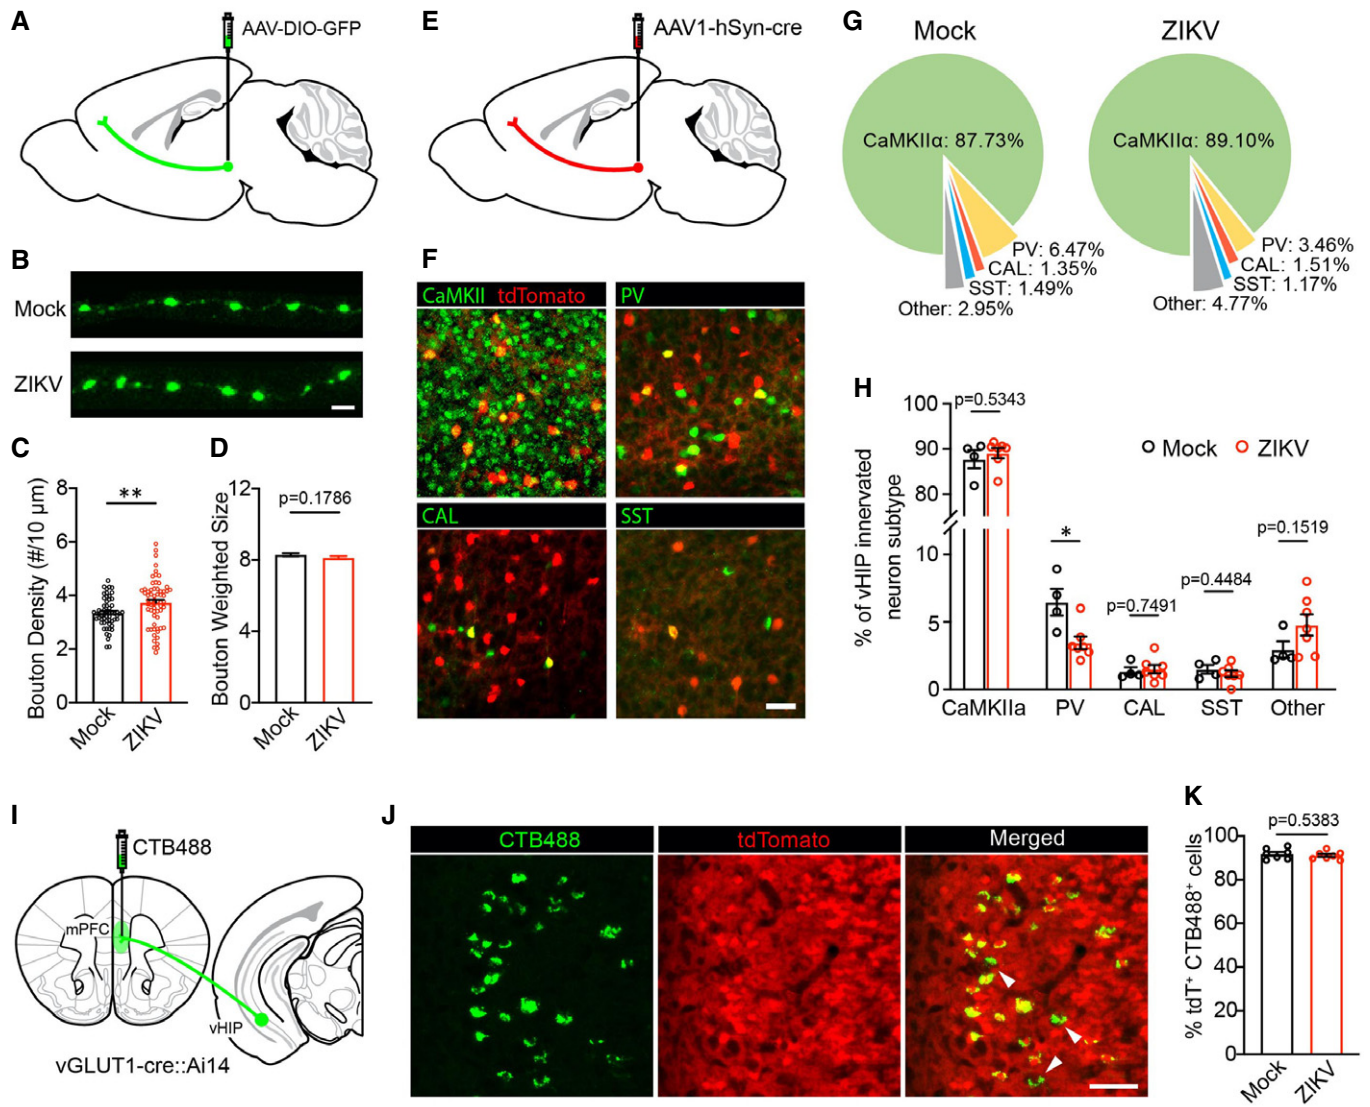 A
AAV-DIO-GFP
B
Mock
ZIKV
C
Bouton Density (#/10 µm)
8
6
4
2
0
**
Mock
ZIKV
D
Bouton Weighted Size
12
8
4
0
p=0.1786
Mock
ZIKV
E
AAV1-hSyn-cre
F
CaMKII tdTomato
PV
CAL
SST
G
Mock
CaMKIIα: 87.73%
PV: 6.47%
CAL: 1.35%
SST: 1.49%
Other: 2.95%
ZIKV
CaMKIIα: 89.10%
PV: 3.46%
CAL: 1.51%
SST: 1.17%
Other: 4.77%
H
% of vHIP innervated
neuron subtype
100
90
80
10
5
0
p=0.5343
*
p=0.7491
p=0.4484
p=0.1519
Mock
ZIKV
CaMKIIa
PV
CAL
SST
Other
I
CTB488
mPFC
vHIP
vGLUT1-cre::Ai14
J
CTB488
tdTomato
Merged
K
% tdT⁺ CTB488⁺ cells
100
80
60
40
20
0
p=0.5383
Mock
ZIKV